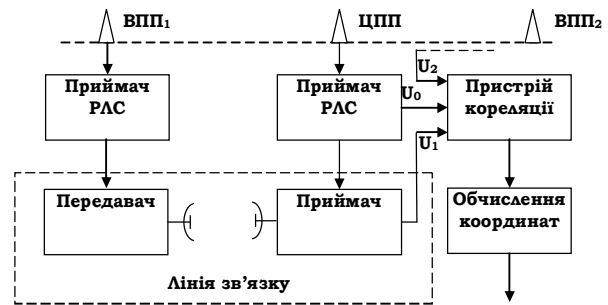 ВПП₁
ЦПП
ВПП₂
Приймач
РЛС
Приймач
РЛС
U₂
U₀
U₁
Пристрій
кореляції
Передавач
Приймач
Обчислення
координат
Лінія зв'язку